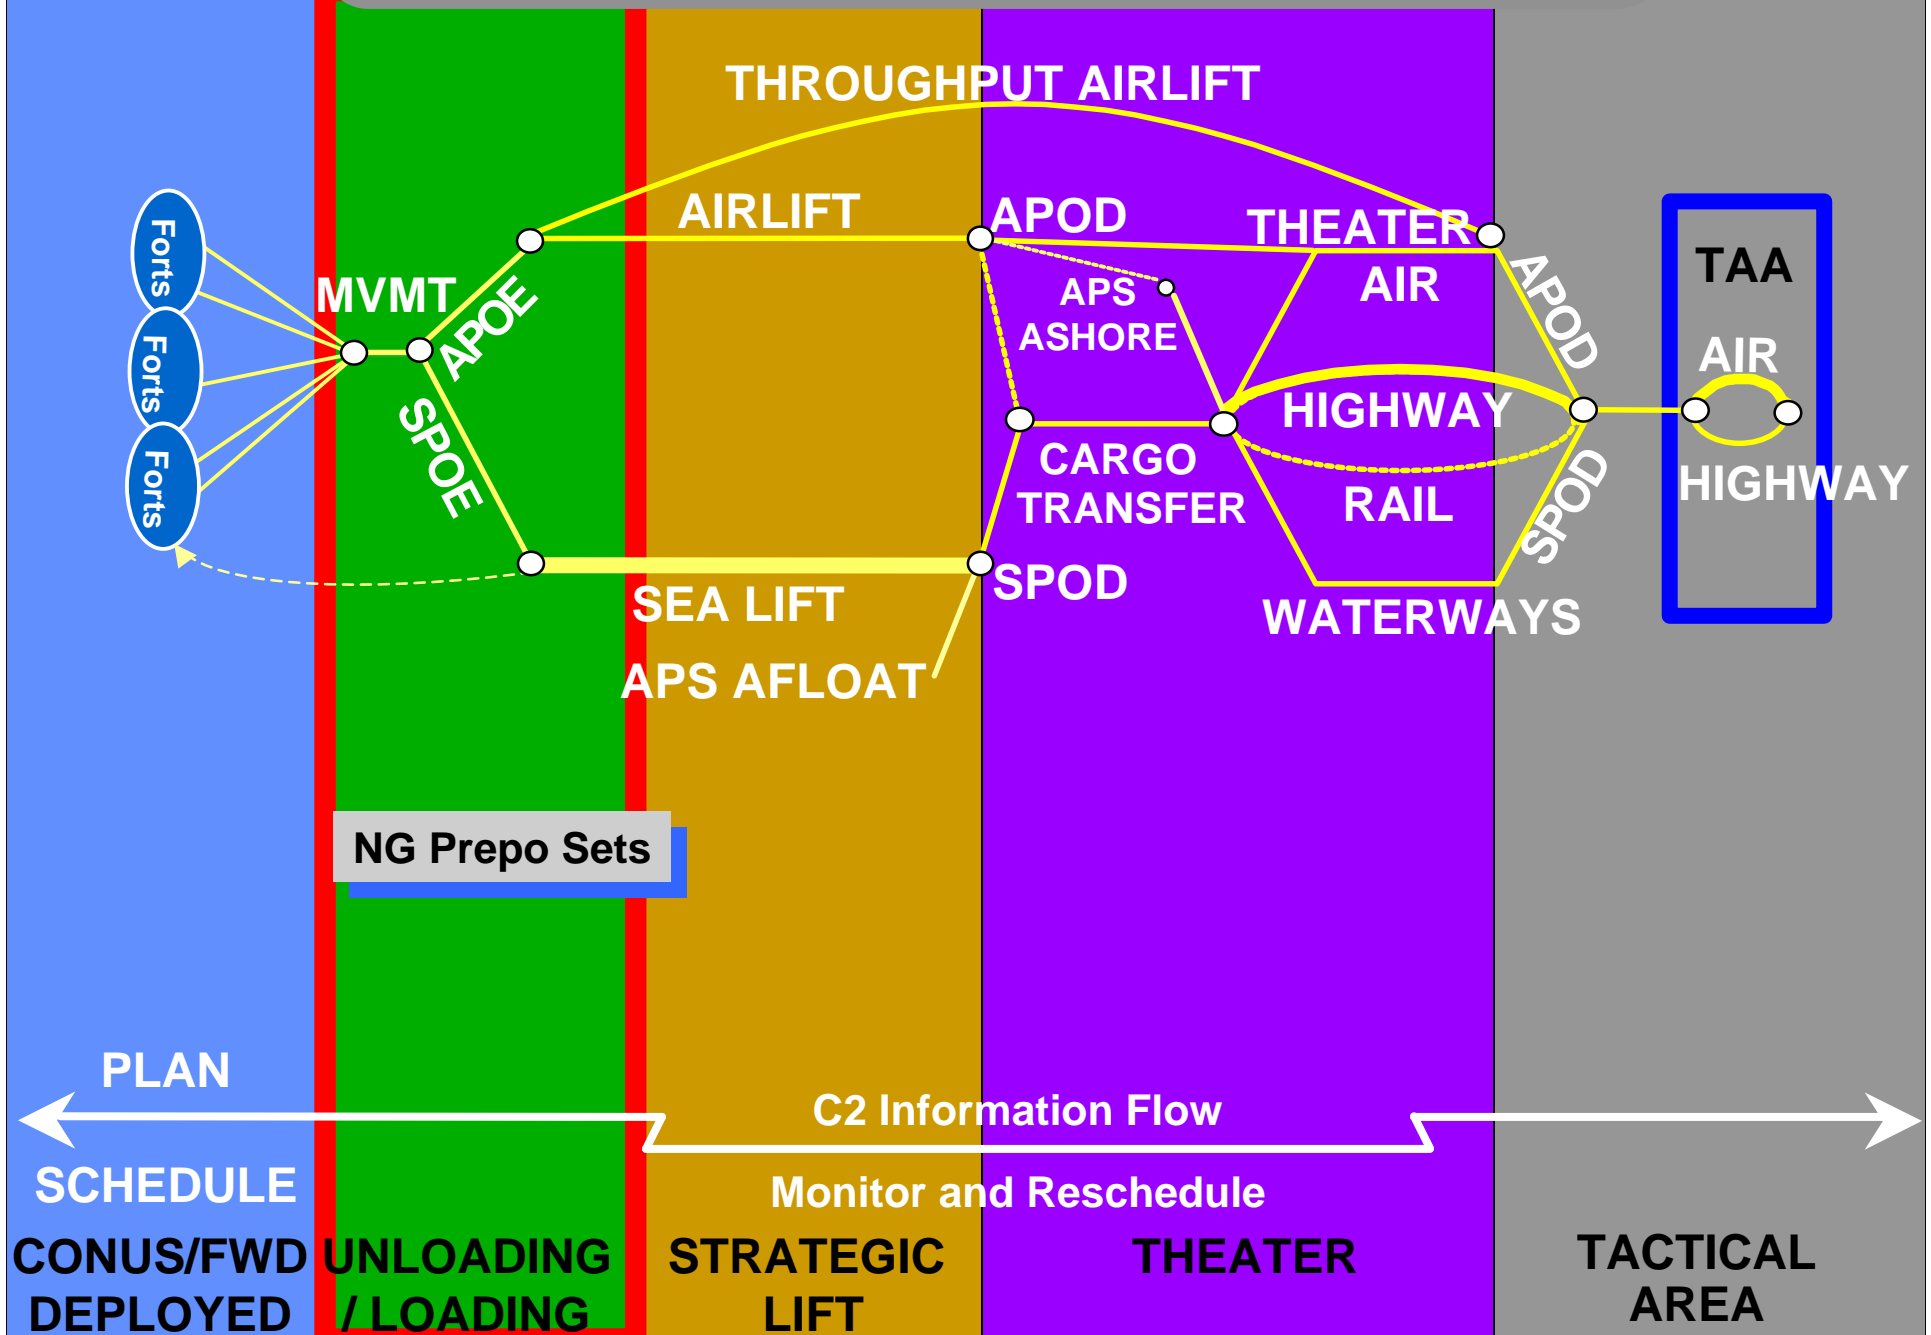 THROUGHPUT AIRLIFT
AIRLIFT
APOD
THEATER
AIR
Forts
Forts
Forts
MVMT
APOE
SPOE
APS
ASHORE
APOD
TAA
AIR
HIGHWAY
HIGHWAY
CARGO
TRANSFER
RAIL
SPOD
SPOD
SEA LIFT
WATERWAYS
APS AFLOAT
NG Prepo Sets
PLAN
C2 Information Flow
SCHEDULE
Monitor and Reschedule
CONUS/FWD
DEPLOYED
UNLOADING
/ LOADING
STRATEGIC
LIFT
THEATER
TACTICAL
AREA